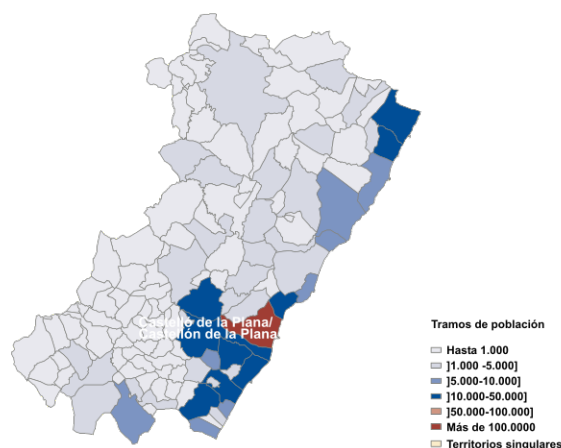 Castelló de la Plana/
Castellón de la Plana
Tramos de población
Hasta 1.000
]1.000 -5.000]
]5.000-10.000]
]10.000-50.000]
]50.000-100.000]
Más de 100.0000
Territorios singulares